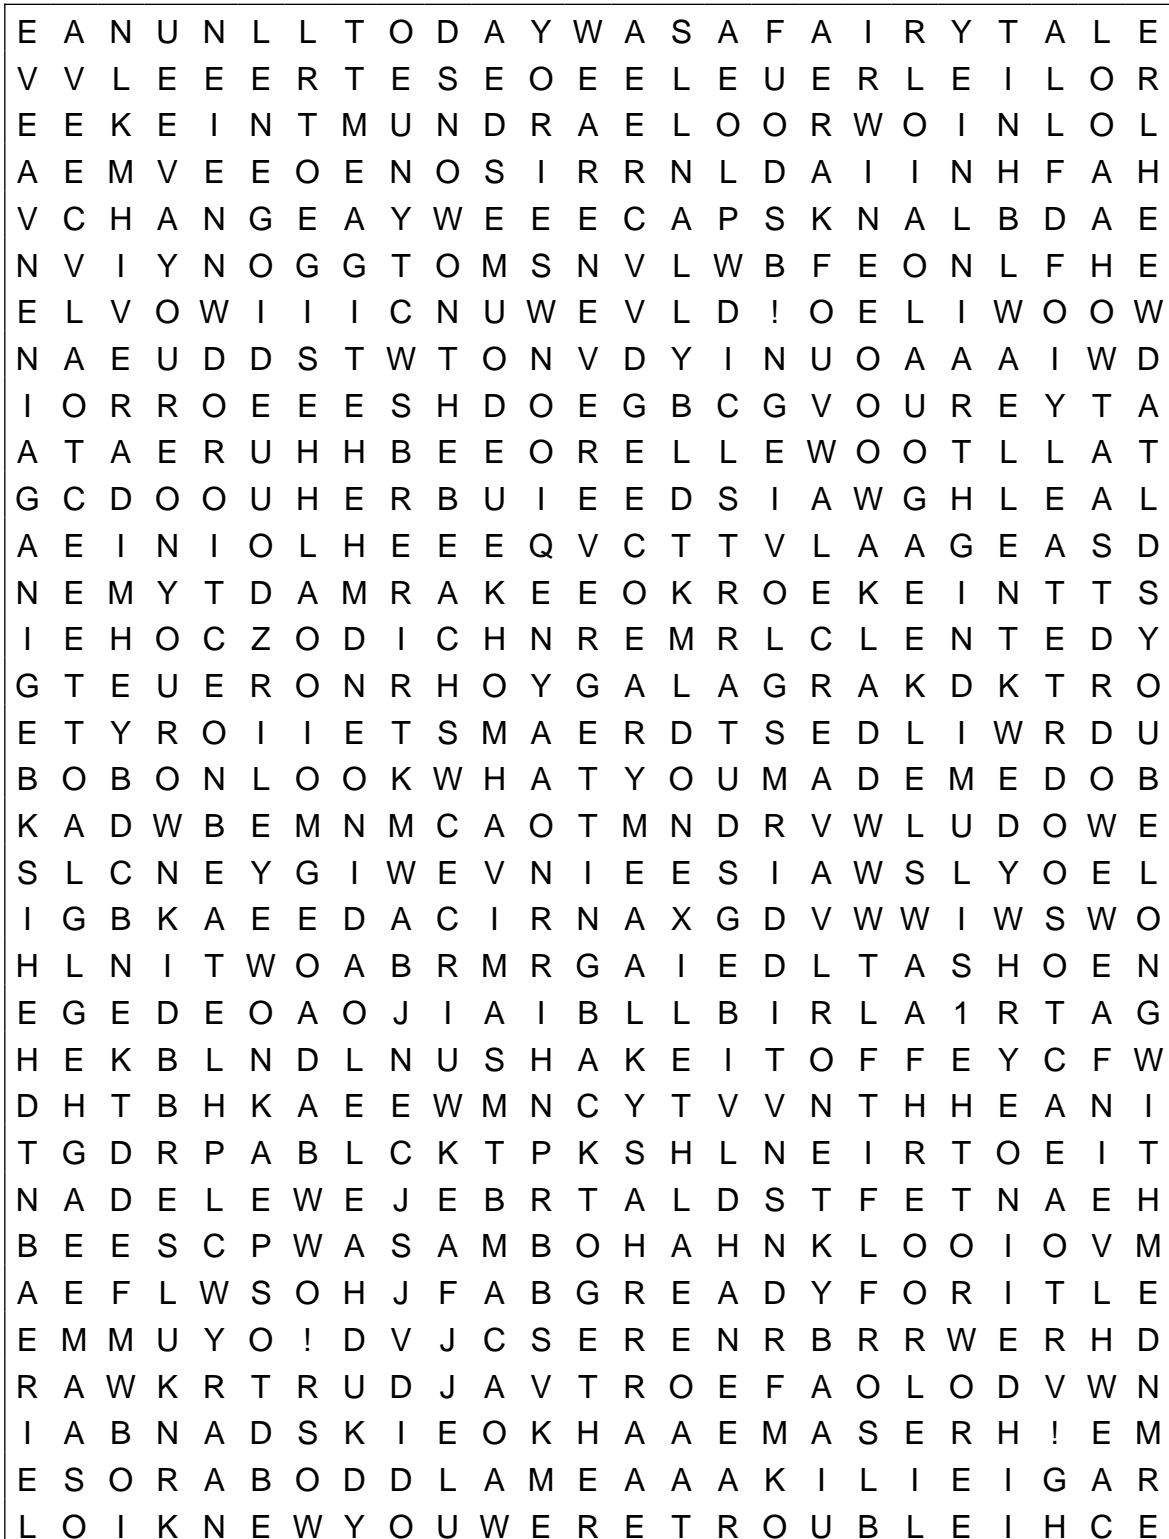 E A N U N L L T O D A Y W A S A F A I R Y T A L E
V V L E E E R T E S E O E E L E U E R L E I L O R
E E K E I N T M U N D R A E L O O R W O I N L O L
A E M V E E O E N O S I R R N L D A I I N H F A H
V C H A N G E A Y W E E E C A P S K N A L B D A E
N V I Y N O G G T O M S N V L W B F E O N L F H E
E L V O W I I I C N U W E V L D ! O E L I W O O W
N A E U D D S T W T O N V D Y I N U O A A A I W D
I O R R O E E E S H D O E G B C G V O U R E Y T A
A T A E R U H H B E E O R E L L E W O O T L L A T
G C D O O U H E R B U I E E D S I A W G H L E A L
A E I N I O L H E E E Q V C T T V L A A G E A S D
N E M Y T D A M R A K E E O K R O E K E I N T T S
I E H O C Z O D I C H N R E M R L C L E N T E D Y
G T E U E R O N R H O Y G A L A G R A K D K T R O
E T Y R O I I E T S M A E R D T S E D L I W R D U
B O B O N L O O K W H A T Y O U M A D E M E D O B
K A D W B E M N M C A O T M N D R V W L U D O W E
S L C N E Y G I W E V N I E E S I A W S L Y O E L
I G B K A E E D A C I R N A X G D V W W I W S W O
H L N I T W O A B R M R G A I E D L T A S H O E N
E G E D E O A O J I A I B L L B I R L A 1 R T A G
H E K B L N D L N U S H A K E I T O F F E Y C F W
D H T B H K A E E W M N C Y T V V N T H H E A N I
T G D R P A B L C K T P K S H L N E I R T O E I T
N A D E L E W E J E B R T A L D S T F E T N A E H
B E E S C P W A S A M B O H A H N K L O O I O V M
A E F L W S O H J F A B G R E A D Y F O R I T L E
E M M U Y O ! D V J C S E R E N R B R R W E R H D
R A W K R T R U D J A V T R O E F A O L O D V W N
I A B N A D S K I E O K H A A E M A S E R H ! E M
E S O R A B O D D L A M E A A A K I L I E I G A R
L O I K N E W Y O U W E R E T R O U B L E I H C E